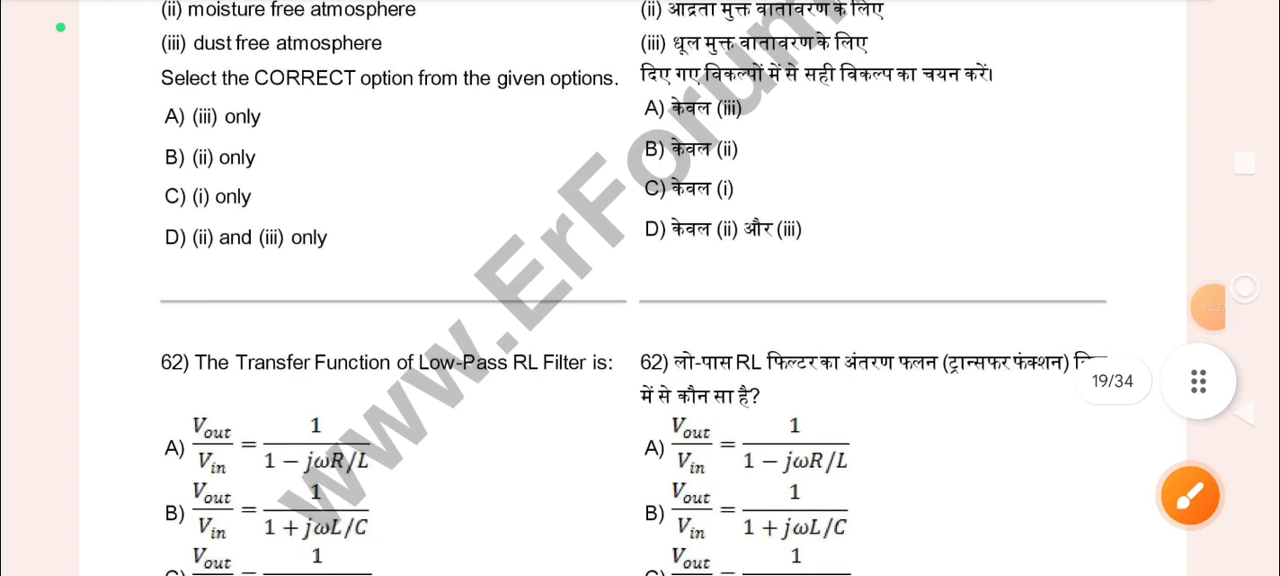 (ii) moisture free atmosphere
(iii) dust free atmosphere
Select the CORRECT option from the given options.
A) (iii) only
B) (ii) only
C) (i) only
D) (ii) and (iii) only
(ii) आद्रता मुक्त वातावरण के लिए
(iii) धूल मुक्त वातावरण के लिए
दिए गए विकल्पों में से सही विकल्प का चयन करें।
A) केवल (iii)
B) केवल (ii)
C) केवल (i)
D) केवल (ii) और (iii)
62) The Transfer Function of Low-Pass RL Filter is:
A) Vout/Vin = 1/(1 − jωR/L)
B) Vout/Vin = 1/(1 + jωL/C)
Vout 1
62) लो-पास RL फिल्टर का अंतरण फलन (ट्रान्सफर फंक्शन)
में से कौन सा है?
A) Vout/Vin = 1/(1 − jωR/L)
B) Vout/Vin = 1/(1 + jωL/C)
Vout 1
19/34
www.ErForum